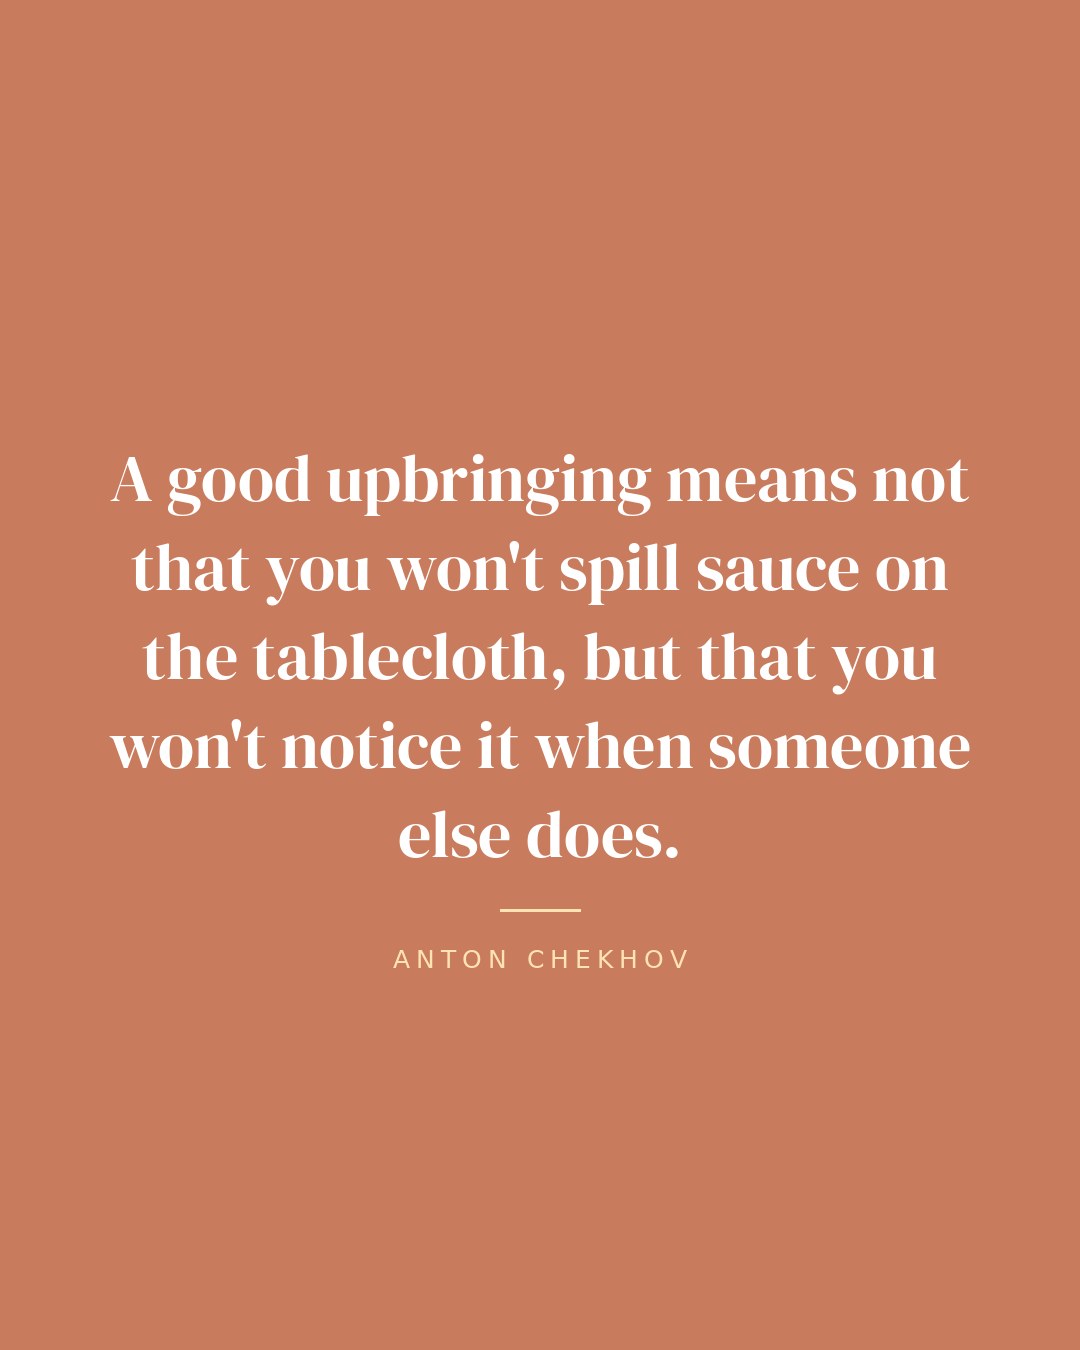 A good upbringing means not
that you won't spill sauce on
the tablecloth, but that you
won't notice it when someone
else does.
ANTON CHEKHOV